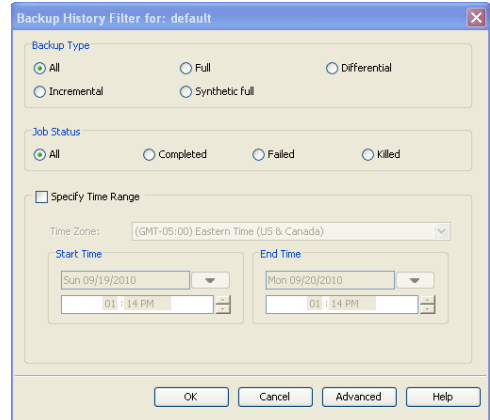 Backup History Filter for: default
Backup Type
All Full Differential
Incremental Synthetic full
Job Status
All Completed Failed Killed
Specify Time Range
Time Zone: (GMT-05:00) Eastern Time (US & Canada)
Start Time End Time
Sun 09/19/2010 Mon 09/20/2010
01 : 14 PM 01 : 14 PM
OK Cancel Advanced Help